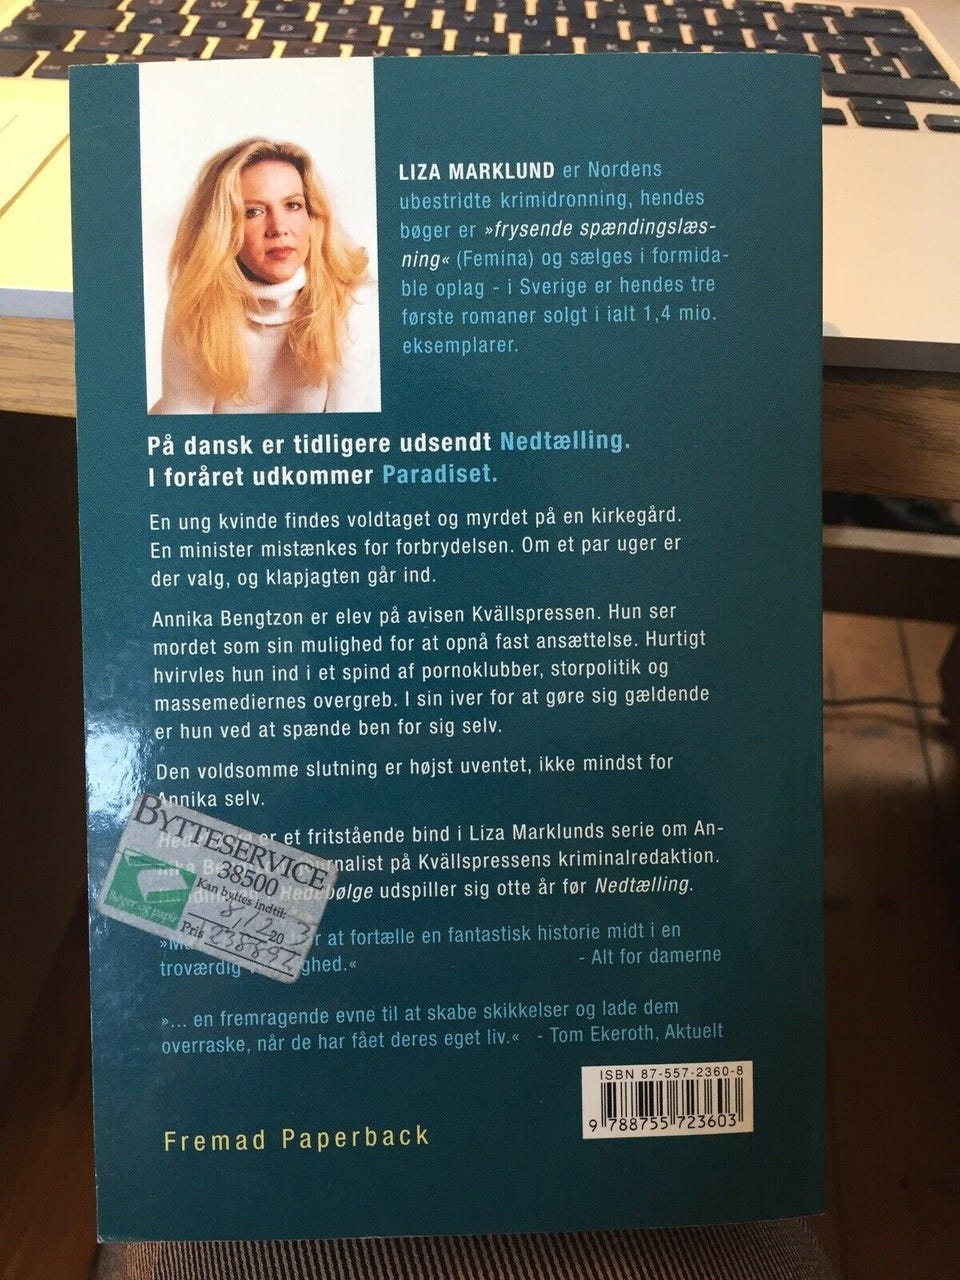 LIZA MARKLUND er Nordens
ubestridte krimidronning, hendes
bøger er »frysende spændingslæs-
ning« (Femina) og sælges i formida-
ble oplag - i Sverige er hendes tre
første romaner solgt i ialt 1,4 mio.
eksemplarer.
På dansk er tidligere udsendt Nedtælling.
I foråret udkommer Paradiset.
En ung kvinde findes voldtaget og myrdet på en kirkegård.
En minister mistænkes for forbrydelsen. Om et par uger er
der valg, og klapjagten går ind.
Annika Bengtzon er elev på avisen Kvällspressen. Hun ser
mordet som sin mulighed for at opnå fast ansættelse. Hurtigt
hvirvles hun ind i et spind af pornoklubber, storpolitik og
massemediernes overgreb. I sin iver for at gøre sig gældende
er hun ved at spænde ben for sig selv.
Den voldsomme slutning er højst uventet, ikke mindst for
Annika selv.
er et fritstående bind i Liza Marklunds serie om An-
på Kvällspressens kriminalredaktion.
Hedebølge udspiller sig otte år før Nedtælling.
BYTTESERVICE
38500
Kan byttes indtil:
Bøger og papir
20
Pris
at fortælle en fantastisk historie midt i en
troværdig
- Alt for damerne
»... en fremragende evne til at skabe skikkelser og lade dem
overraske, når de har fået deres eget liv.« - Tom Ekeroth, Aktuelt
ISBN 87-557-2360-8
9 788755 723603
Fremad Paperback